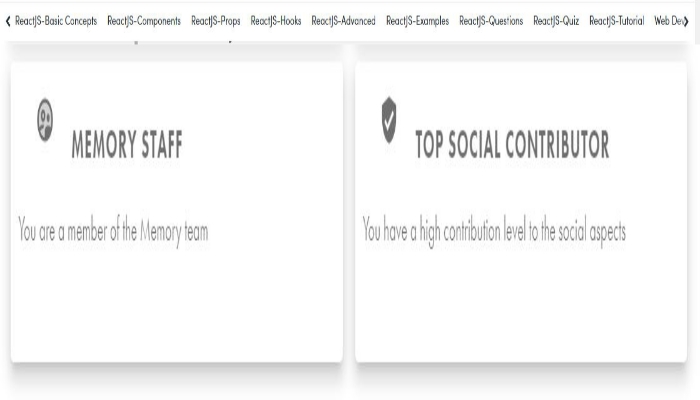 ReactJS-Basic Concepts ReactJS-Components ReactJS-Props ReactJS-Hooks ReactJS-Advanced ReactJS-Examples ReactJS-Questions ReactJS-Quiz ReactJS-Tutorial Web Dev
MEMORY STAFF
You are a member of the Memory team
TOP SOCIAL CONTRIBUTOR
You have a high contribution level to the social aspects